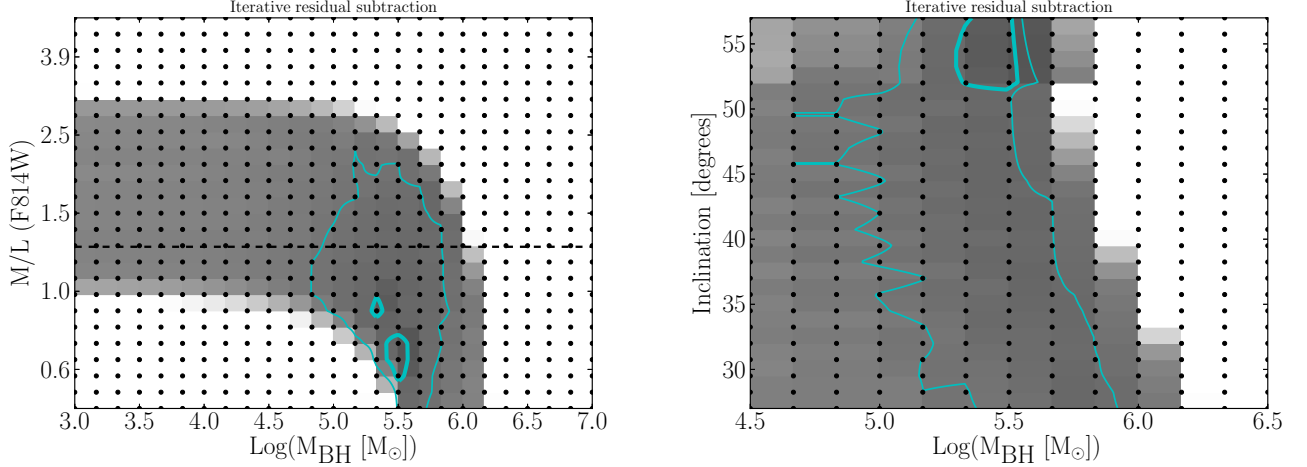 Iterative residual subtraction
M/L (F814W)
3.9
2.5
1.5
1.0
0.6
3.0 3.5 4.0 4.5 5.0 5.5 6.0 6.5 7.0
Log(M_BH [M_⊙])
Iterative residual subtraction
Inclination [degrees]
55
50
45
40
35
30
4.5 5.0 5.5 6.0 6.5
Log(M_BH [M_⊙])